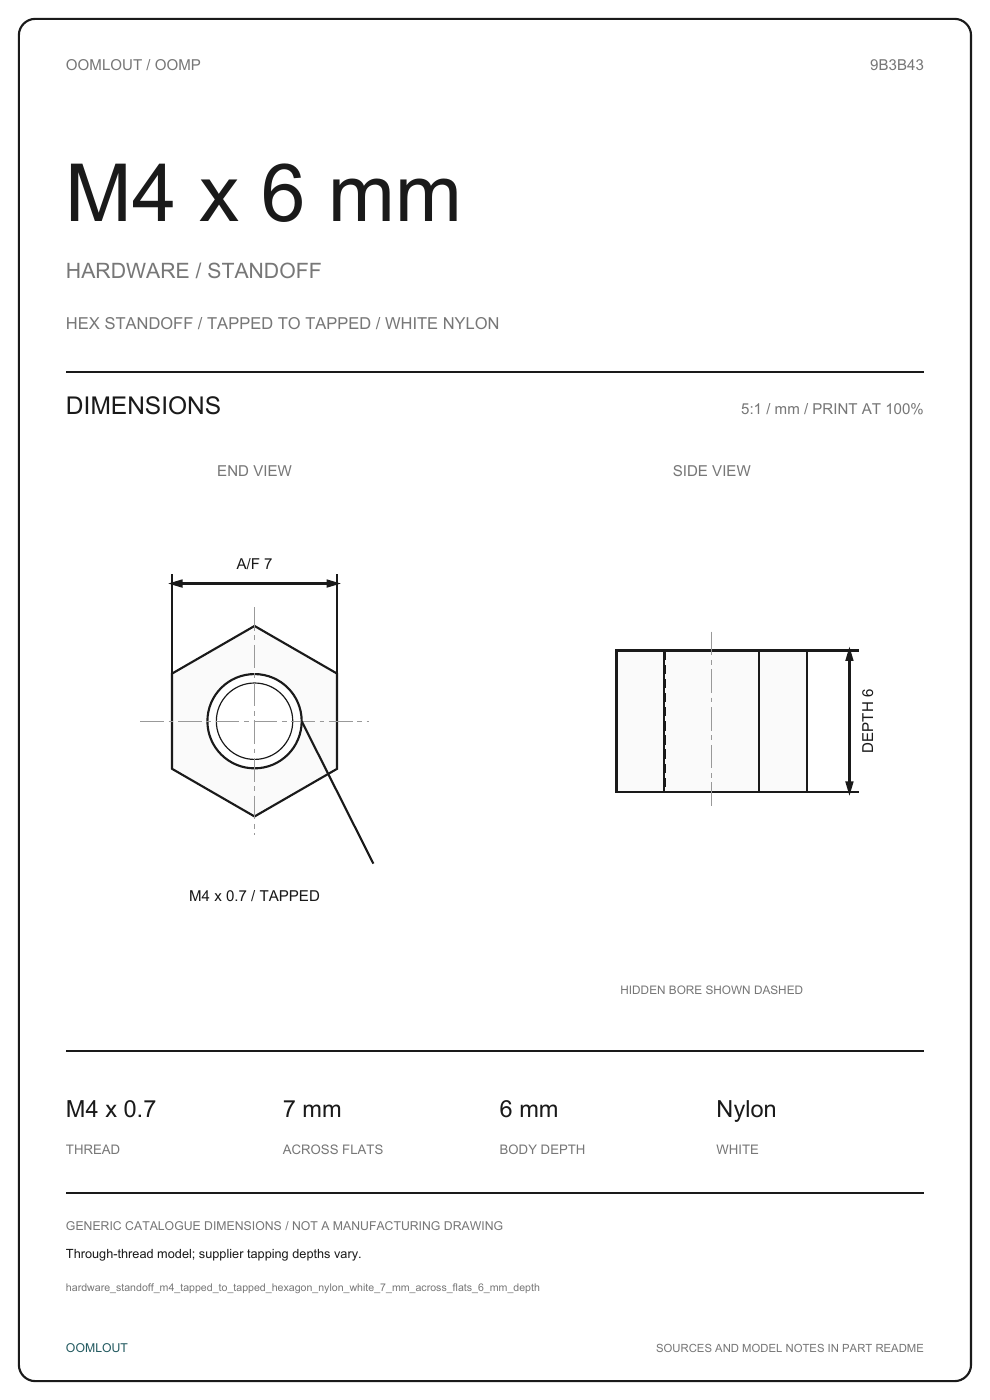 OOMLOUT / OOMP 9B3B43
M4 x 6 mm
HARDWARE / STANDOFF
HEX STANDOFF / TAPPED TO TAPPED / WHITE NYLON
DIMENSIONS 5:1 / mm / PRINT AT 100%
END VIEW SIDE VIEW
A/F 7
DEPTH 6
M4 x 0.7 / TAPPED
HIDDEN BORE SHOWN DASHED
M4 x 0.7 7 mm 6 mm Nylon
THREAD ACROSS FLATS BODY DEPTH WHITE
GENERIC CATALOGUE DIMENSIONS / NOT A MANUFACTURING DRAWING
Through-thread model; supplier tapping depths vary.
hardware_standoff_m4_tapped_to_tapped_hexagon_nylon_white_7_mm_across_flats_6_mm_depth
OOMLOUT SOURCES AND MODEL NOTES IN PART README